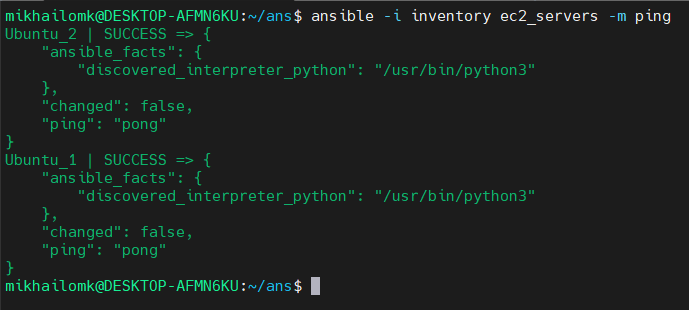 mikhailomk@DESKTOP-AFMN6KU:~/ans$ ansible -i inventory ec2_servers -m ping
Ubuntu_2 | SUCCESS => {
    "ansible_facts": {
        "discovered_interpreter_python": "/usr/bin/python3"
    },
    "changed": false,
    "ping": "pong"
}
Ubuntu_1 | SUCCESS => {
    "ansible_facts": {
        "discovered_interpreter_python": "/usr/bin/python3"
    },
    "changed": false,
    "ping": "pong"
}
mikhailomk@DESKTOP-AFMN6KU:~/ans$